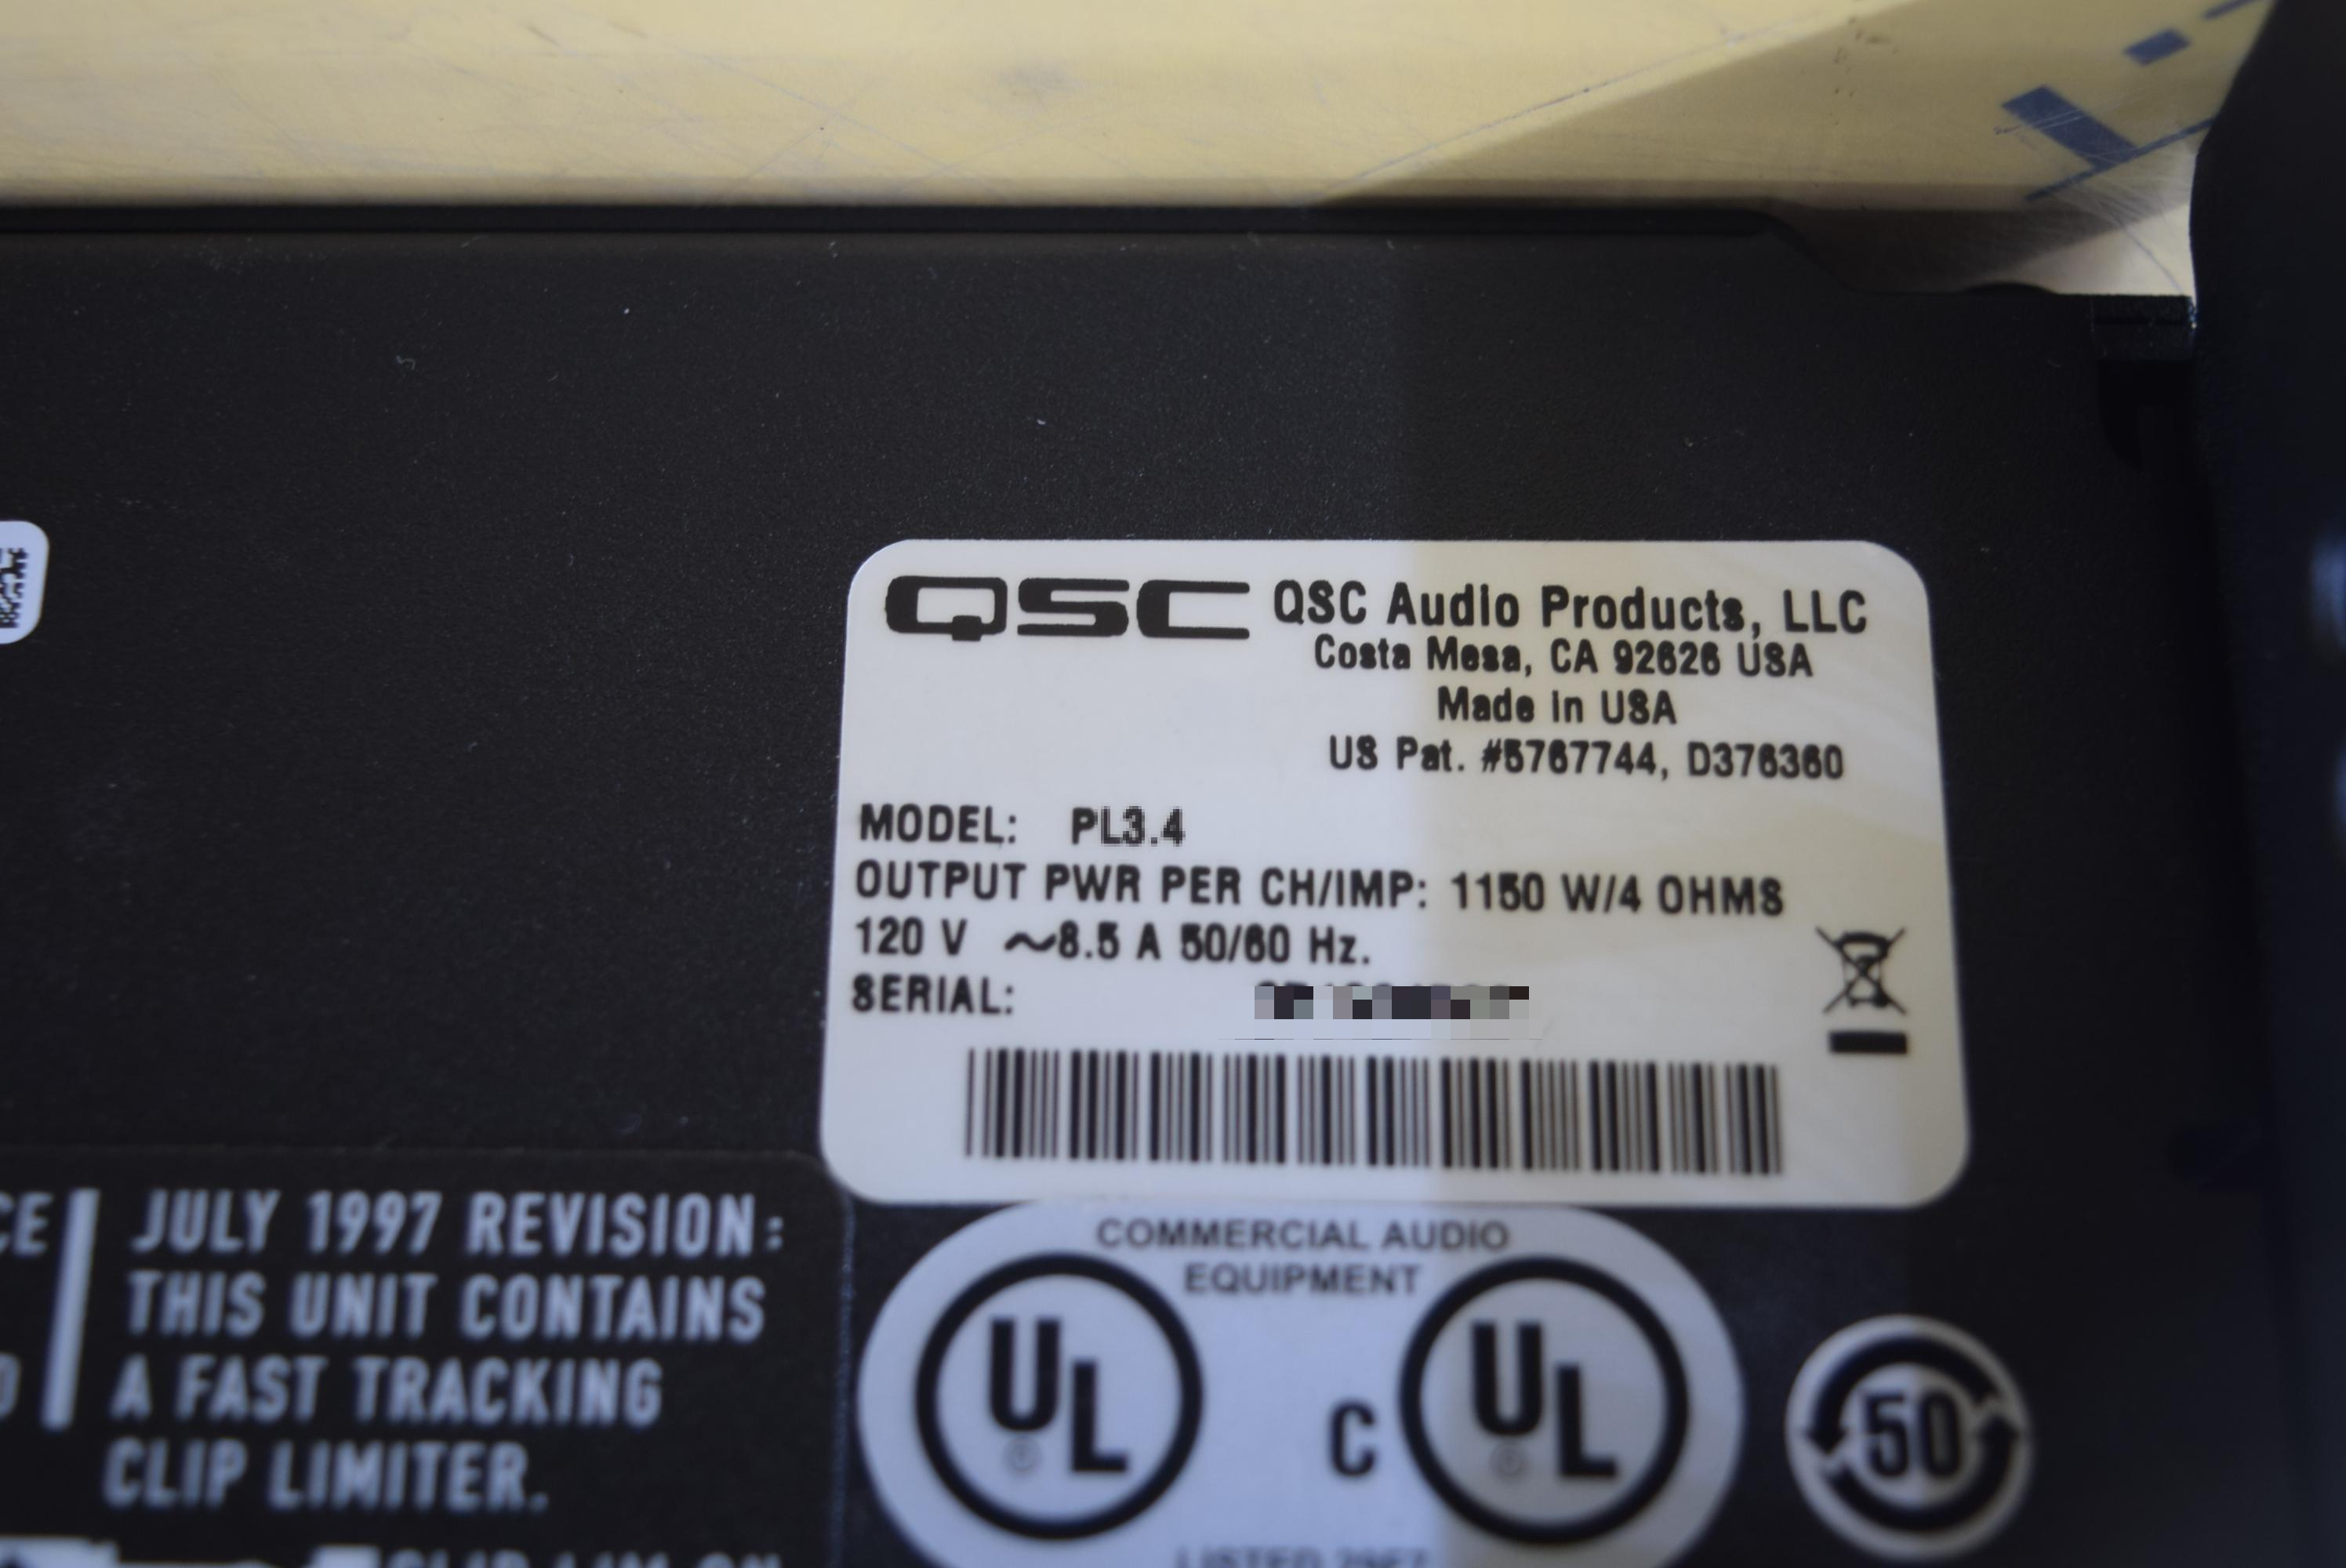 QSC QSC Audio Products, LLC
Costa Mesa, CA 92626 USA
Made in USA
US Pat. #5767744, D376360
MODEL: PL3.4
OUTPUT PWR PER CH/IMP: 1150 W/4 OHMS
120 V ~8.5 A 50/60 Hz.
SERIAL:
JULY 1997 REVISION:
THIS UNIT CONTAINS
A FAST TRACKING
CLIP LIMITER.
COMMERCIAL AUDIO
EQUIPMENT
UL
C UL
50
LISTED